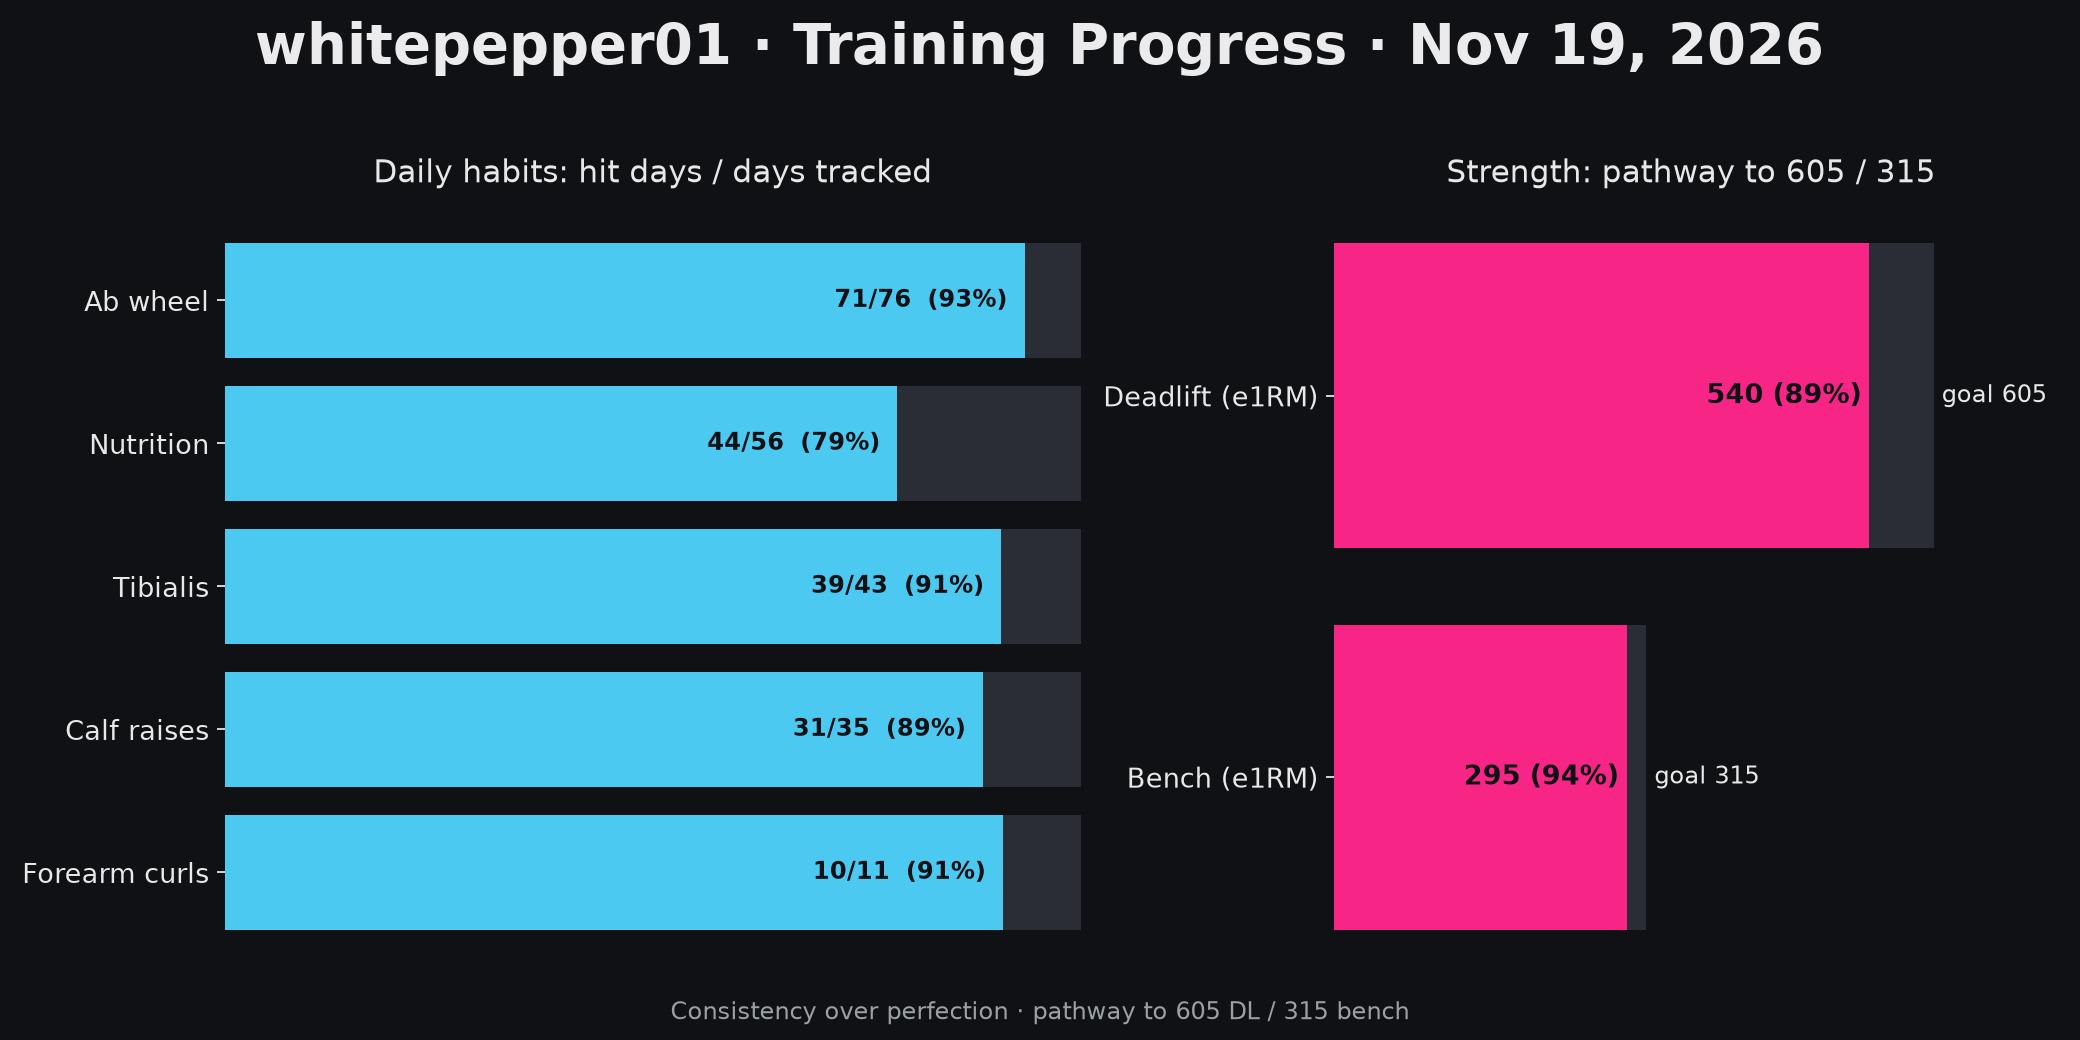 whitepepper01 · Training Progress · Nov 19, 2026
Daily habits: hit days / days tracked
Ab wheel
71/76  (93%)
Nutrition
44/56  (79%)
Tibialis
39/43  (91%)
Calf raises
31/35  (89%)
Forearm curls
10/11  (91%)
Strength: pathway to 605 / 315
Deadlift (e1RM)
540 (89%)
goal 605
Bench (e1RM)
295 (94%)
goal 315
Consistency over perfection · pathway to 605 DL / 315 bench